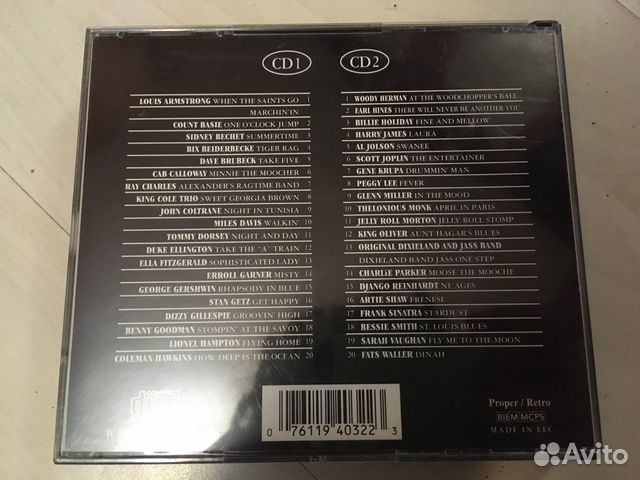 CD1
LOUIS ARMSTRONG WHEN THE SAINTS GO 1
MARCHIN'IN
COUNT BASIE ONE O'CLOCK JUMP 2
SIDNEY BECHET SUMMERTIME 3
BIX BEIDERBECKE TIGER RAG 4
DAVE BRUBECK TAKE FIVE 5
CAB CALLOWAY MINNIE THE MOOCHER 6
RAY CHARLES ALEXANDER'S RAGTIME BAND 7
KING COLE TRIO SWEET GEORGIA BROWN 8
JOHN COLTRANE NIGHT IN TUNISIA 9
MILES DAVIS WALKIN' 10
TOMMY DORSEY NIGHT AND DAY 11
DUKE ELLINGTON TAKE THE "A" TRAIN 12
ELLA FITZGERALD SOPHISTICATED LADY 13
ERROLL GARNER MISTY 14
GEORGE GERSHWIN RHAPSODY IN BLUE 15
STAN GETZ GET HAPPY 16
DIZZY GILLESPIE GROOVIN' HIGH 17
BENNY GOODMAN STOMPIN' AT THE SAVOY 18
LIONEL HAMPTON FLYING HOME 19
COLEMAN HAWKINS HOW DEEP IS THE OCEAN 20
CD2
1 WOODY HERMAN AT THE WOODCHOPPER'S BALL
2 EARL HINES THERE WILL NEVER BE ANOTHER YOU
3 BILLIE HOLIDAY FINE AND MELLOW
4 HARRY JAMES LAURA
5 AL JOLSON SWANEE
6 SCOTT JOPLIN THE ENTERTAINER
7 GENE KRUPA DRUMMIN' MAN
8 PEGGY LEE FEVER
9 GLENN MILLER IN THE MOOD
10 THELONIOUS MONK APRIL IN PARIS
11 JELLY ROLL MORTON JELLY ROLL STOMP
12 KING OLIVER AUNT HAGAR'S BLUES
13 ORIGINAL DIXIELAND AND JASS BAND
DIXIELAND BAND JASS ONE STEP
14 CHARLIE PARKER MOOSE THE MOOCHE
15 DJANGO REINHARDT NUAGES
16 ARTIE SHAW FRENESI
17 FRANK SINATRA STARDUST
18 BESSIE SMITH ST. LOUIS BLUES
19 SARAH VAUGHAN FLY ME TO THE MOON
20 FATS WALLER DINAH
COMPACT
0 76119 40322 3
Proper / Retro
BIEM MCPS
MADE IN EEC
Avito